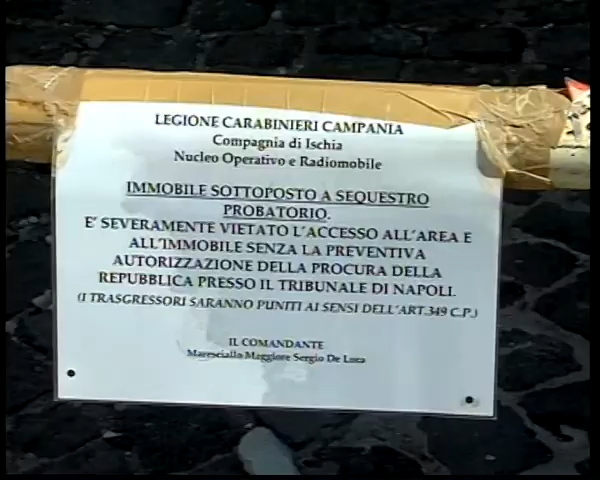 LEGIONE CARABINIERI CAMPANIA
Compagnia di Ischia
Nucleo Operativo e Radiomobile
IMMOBILE SOTTOPOSTO A SEQUESTRO
PROBATORIO.
E' SEVERAMENTE VIETATO L'ACCESSO ALL'AREA E
ALL'IMMOBILE SENZA LA PREVENTIVA
AUTORIZZAZIONE DELLA PROCURA DELLA
REPUBBLICA PRESSO IL TRIBUNALE DI NAPOLI.
(I TRASGRESSORI SARANNO PUNITI AI SENSI DELL'ART.349 C.P.)
IL COMANDANTE
Maresciallo Maggiore Sergio De Luca